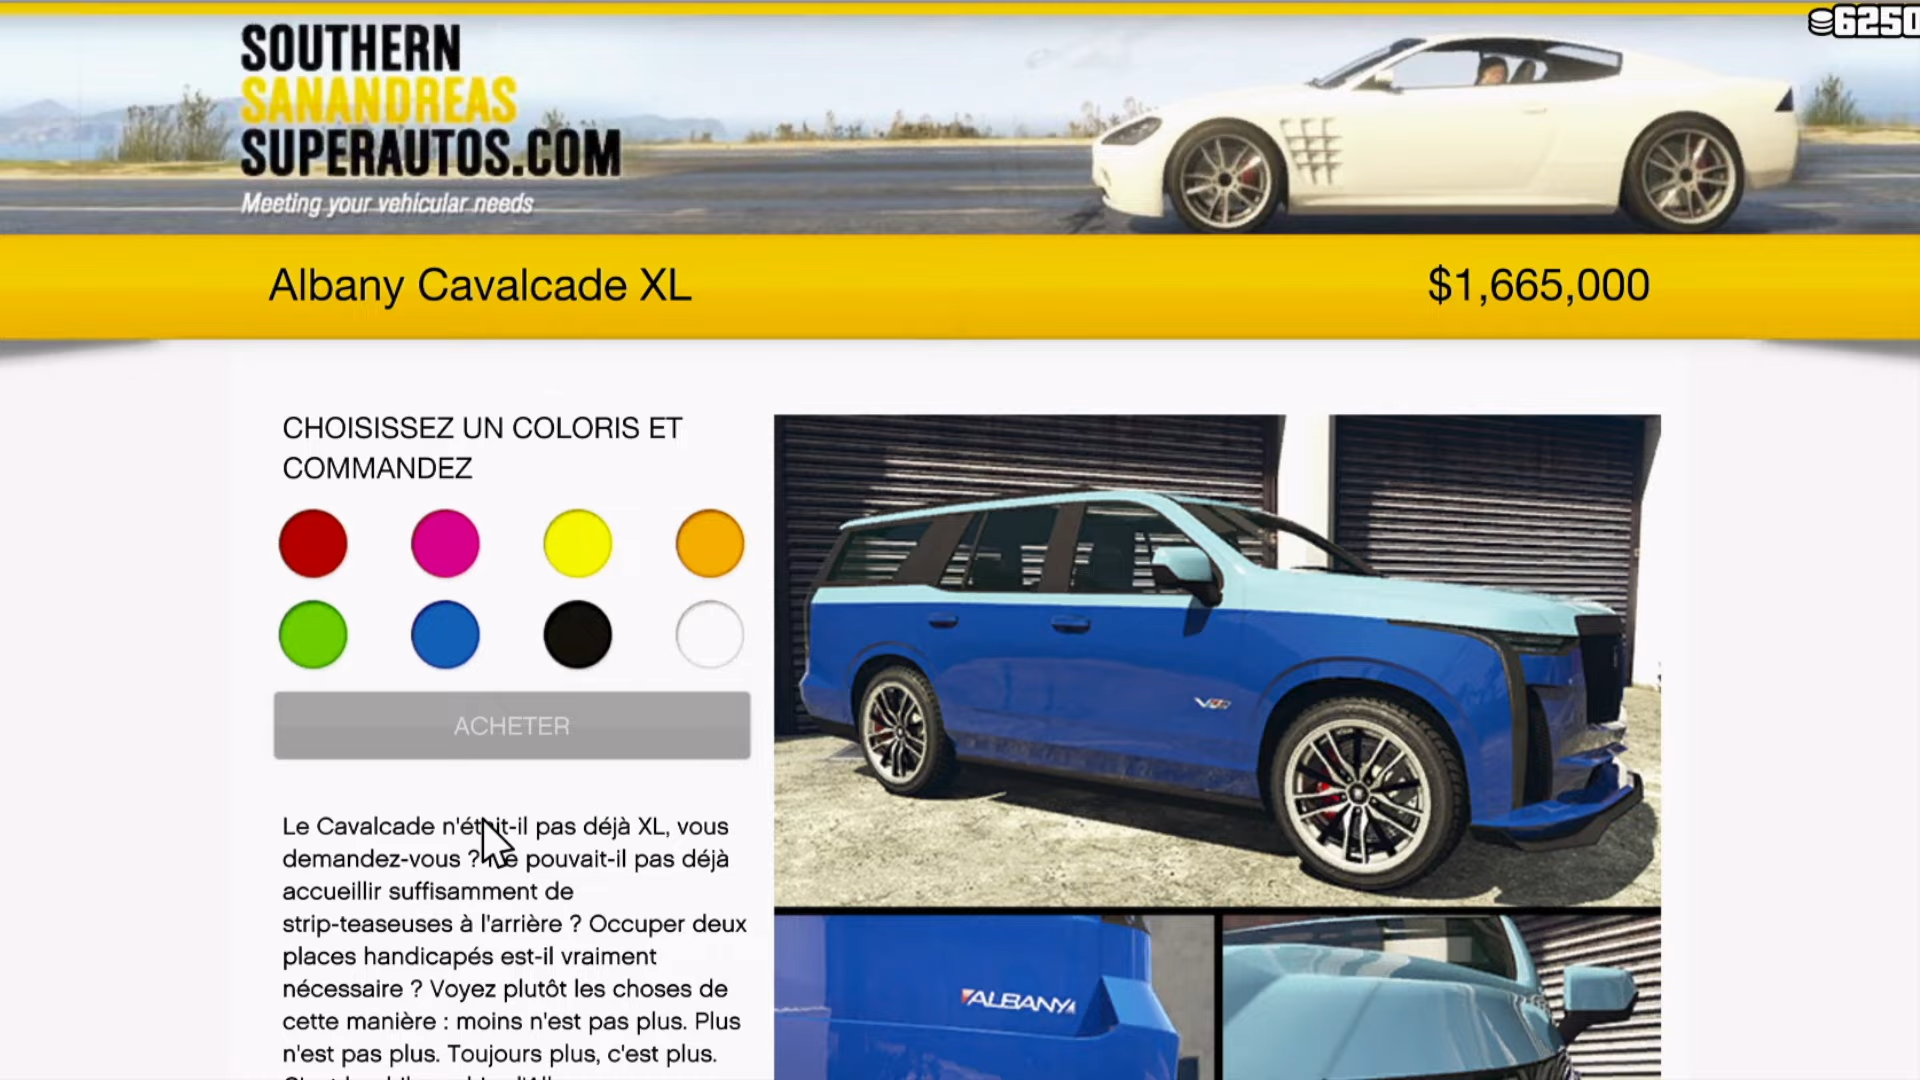 6250
SOUTHERN
SANANDREAS
SUPERAUTOS.COM
Meeting your vehicular needs
Albany Cavalcade XL
$1,665,000
CHOISISSEZ UN COLORIS ET
COMMANDEZ
ACHETER
Le Cavalcade n'était-il pas déjà XL, vous
demandez-vous ? Ne pouvait-il pas déjà
accueillir suffisamment de
strip-teaseuses à l'arrière ? Occuper deux
places handicapés est-il vraiment
nécessaire ? Voyez plutôt les choses de
cette manière : moins n'est pas plus. Plus
n'est pas plus. Toujours plus, c'est plus.
ALBANY